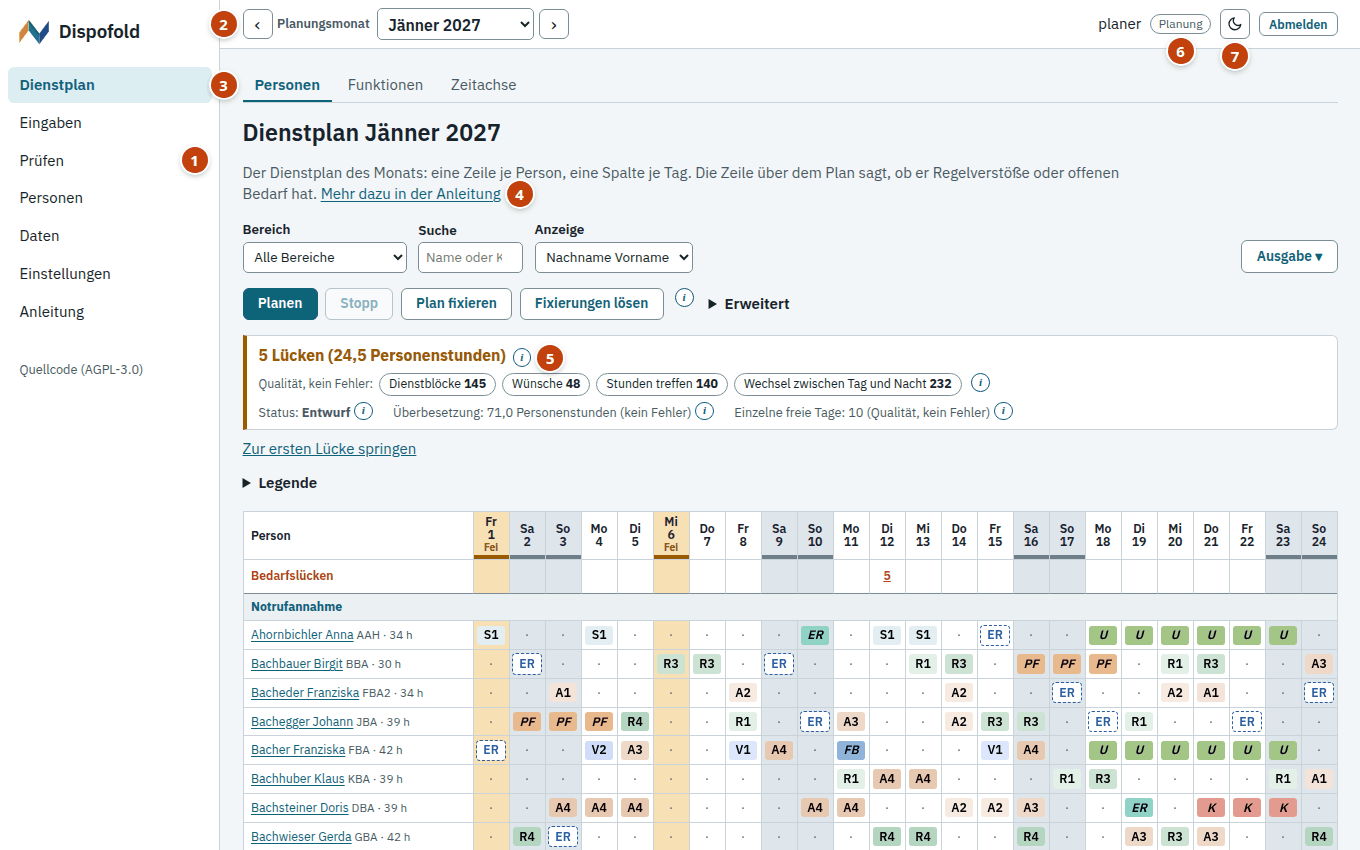 Dispofold
2 ‹ Planungsmonat Jänner 2027 › planer Planung Abmelden
6 7
Dienstplan
Eingaben
Prüfen 1
Personen
Daten
Einstellungen
Anleitung
Quellcode (AGPL-3.0)
3 Personen Funktionen Zeitachse
Dienstplan Jänner 2027
Der Dienstplan des Monats: eine Zeile je Person, eine Spalte je Tag. Die Zeile über dem Plan sagt, ob er Regelverstöße oder offenen
Bedarf hat. Mehr dazu in der Anleitung 4
Bereich Suche Anzeige
Alle Bereiche Name oder K Nachname Vorname Ausgabe ▾
Planen Stopp Plan fixieren Fixierungen lösen i ▶ Erweitert
5 Lücken (24,5 Personenstunden) i 5
Qualität, kein Fehler: Dienstblöcke 145 Wünsche 48 Stunden treffen 140 Wechsel zwischen Tag und Nacht 232 i
Status: Entwurf i Überbesetzung: 71,0 Personenstunden (kein Fehler) i Einzelne freie Tage: 10 (Qualität, kein Fehler) i
Zur ersten Lücke springen
▶ Legende
Person Fr 1 Fei Sa 2 So 3 Mo 4 Di 5 Mi 6 Fei Do 7 Fr 8 Sa 9 So 10 Mo 11 Di 12 Mi 13 Do 14 Fr 15 Sa 16 So 17 Mo 18 Di 19 Mi 20 Do 21 Fr 22 Sa 23 So 24
Bedarfslücken 5
Notrufannahme
Ahornbichler Anna AAH · 34 h S1 · · S1 · · · · · ER · S1 S1 · ER · · U U U U U U ·
Bachbauer Birgit BBA · 30 h · ER · · · R3 R3 · ER · · · R1 R3 · PF PF PF · R1 R3 · · A3
Bacheder Franziska FBA2 · 34 h · · A1 · · · · A2 · · · · · A2 · · ER · · A2 A1 · · ER
Bachegger Johann JBA · 39 h · PF PF PF R4 · · R1 · ER A3 · · A2 R3 R3 · ER R1 · · ER · ·
Bacher Franziska FBA · 42 h ER · · V2 A3 · · V1 A4 · FB · · · V1 A4 · U U U U U U ·
Bachhuber Klaus KBA · 39 h · · · · · · · · · · R1 A4 A4 · · · R1 R3 · · · · R1 A1
Bachsteiner Doris DBA · 39 h · · A4 A4 A4 · · · · A4 A4 · · A2 A2 A3 · · ER · K K K ·
Bachwieser Gerda GBA · 42 h · R4 ER · · · · · · · · R4 R4 · · R4 · · A3 R3 A3 · · R4